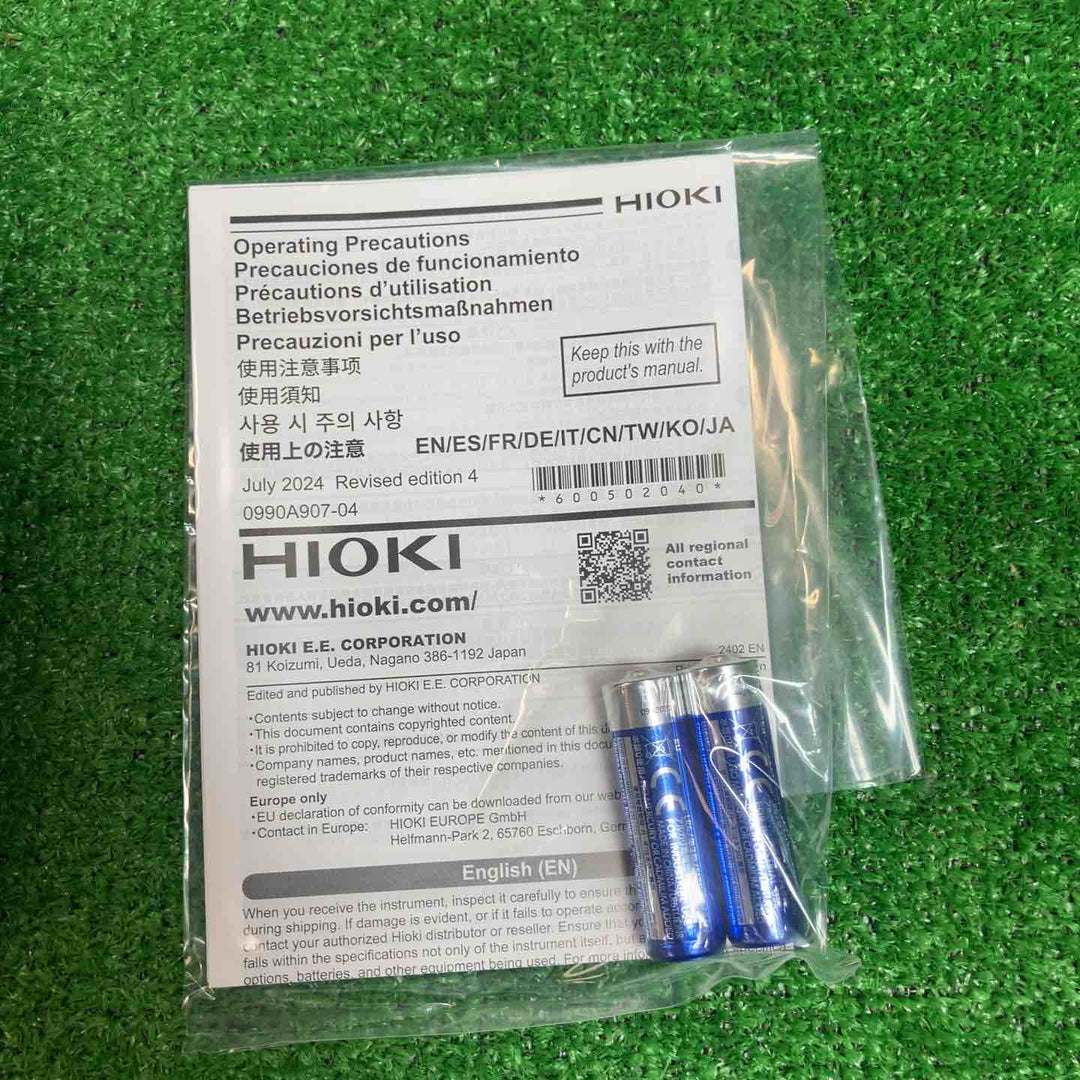 HIOKI
Operating Precautions
Precauciones de funcionamiento
Précautions d'utilisation
Betriebsvorsichtsmaßnahmen
Precauzioni per l'uso
使用注意事项
使用須知
사용 시 주의 사항
使用上の注意
Keep this with the
product's manual.
EN/ES/FR/DE/IT/CN/TW/KO/JA
July 2024 Revised edition 4
0990A907-04
*600502040*
HIOKI
www.hioki.com/
All regional
contact
information
HIOKI E.E. CORPORATION
81 Koizumi, Ueda, Nagano 386-1192 Japan
2402 EN
Edited and published by HIOKI E.E. CORPORATION
•Contents subject to change without notice.
•This document contains copyrighted content.
•It is prohibited to copy, reproduce, or modify the content of this
•Company names, product names, etc. mentioned in this
registered trademarks of their respective companies.
Europe only
•EU declaration of conformity can be downloaded from our
•Contact in Europe: HIOKI EUROPE GmbH
Helfmann-Park 2, 65760 Eschborn,
English (EN)
When you receive the instrument, inspect it carefully to ensure
during shipping. If damage is evident, or if it fails to operate
contact your authorized Hioki distributor or reseller. Ensure that
falls within the specifications not only of the instrument itself, but
options, batteries, and other equipment being used. For more
CE
CE